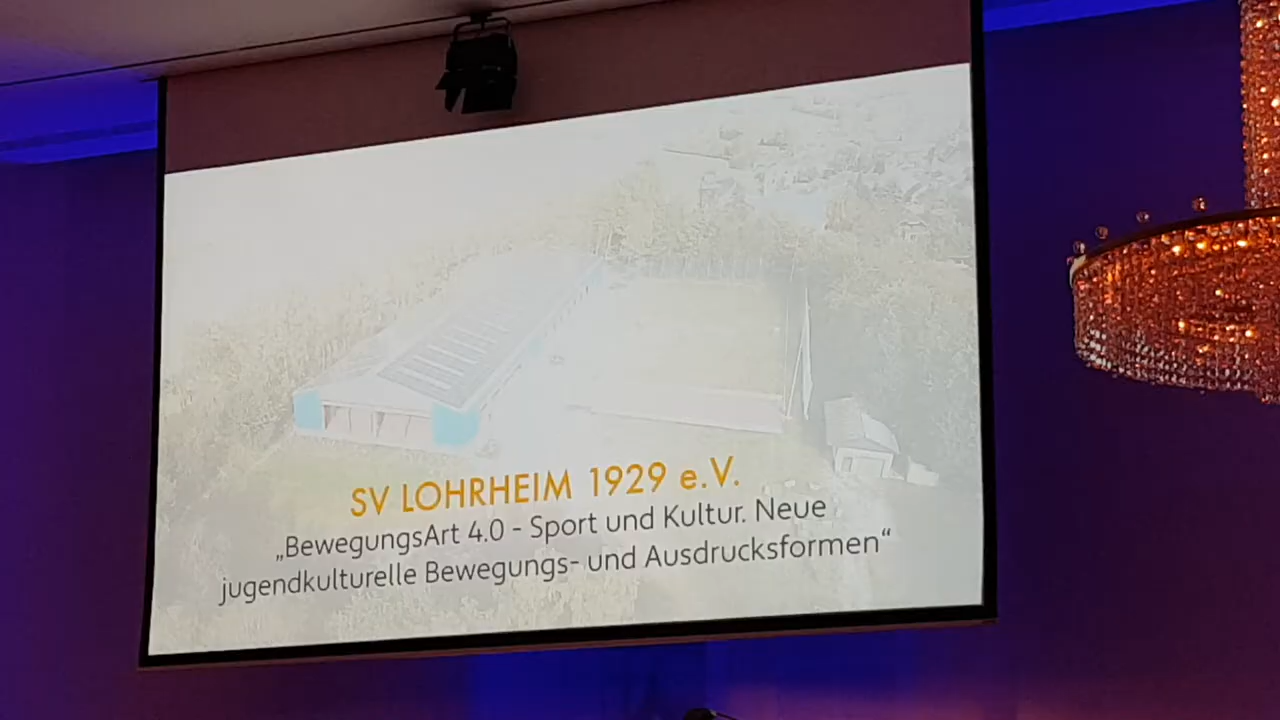 SV LOHRHEIM 1929 e.V.
„BewegungsArt 4.0 - Sport und Kultur. Neue
jugendkulturelle Bewegungs- und Ausdrucksformen“